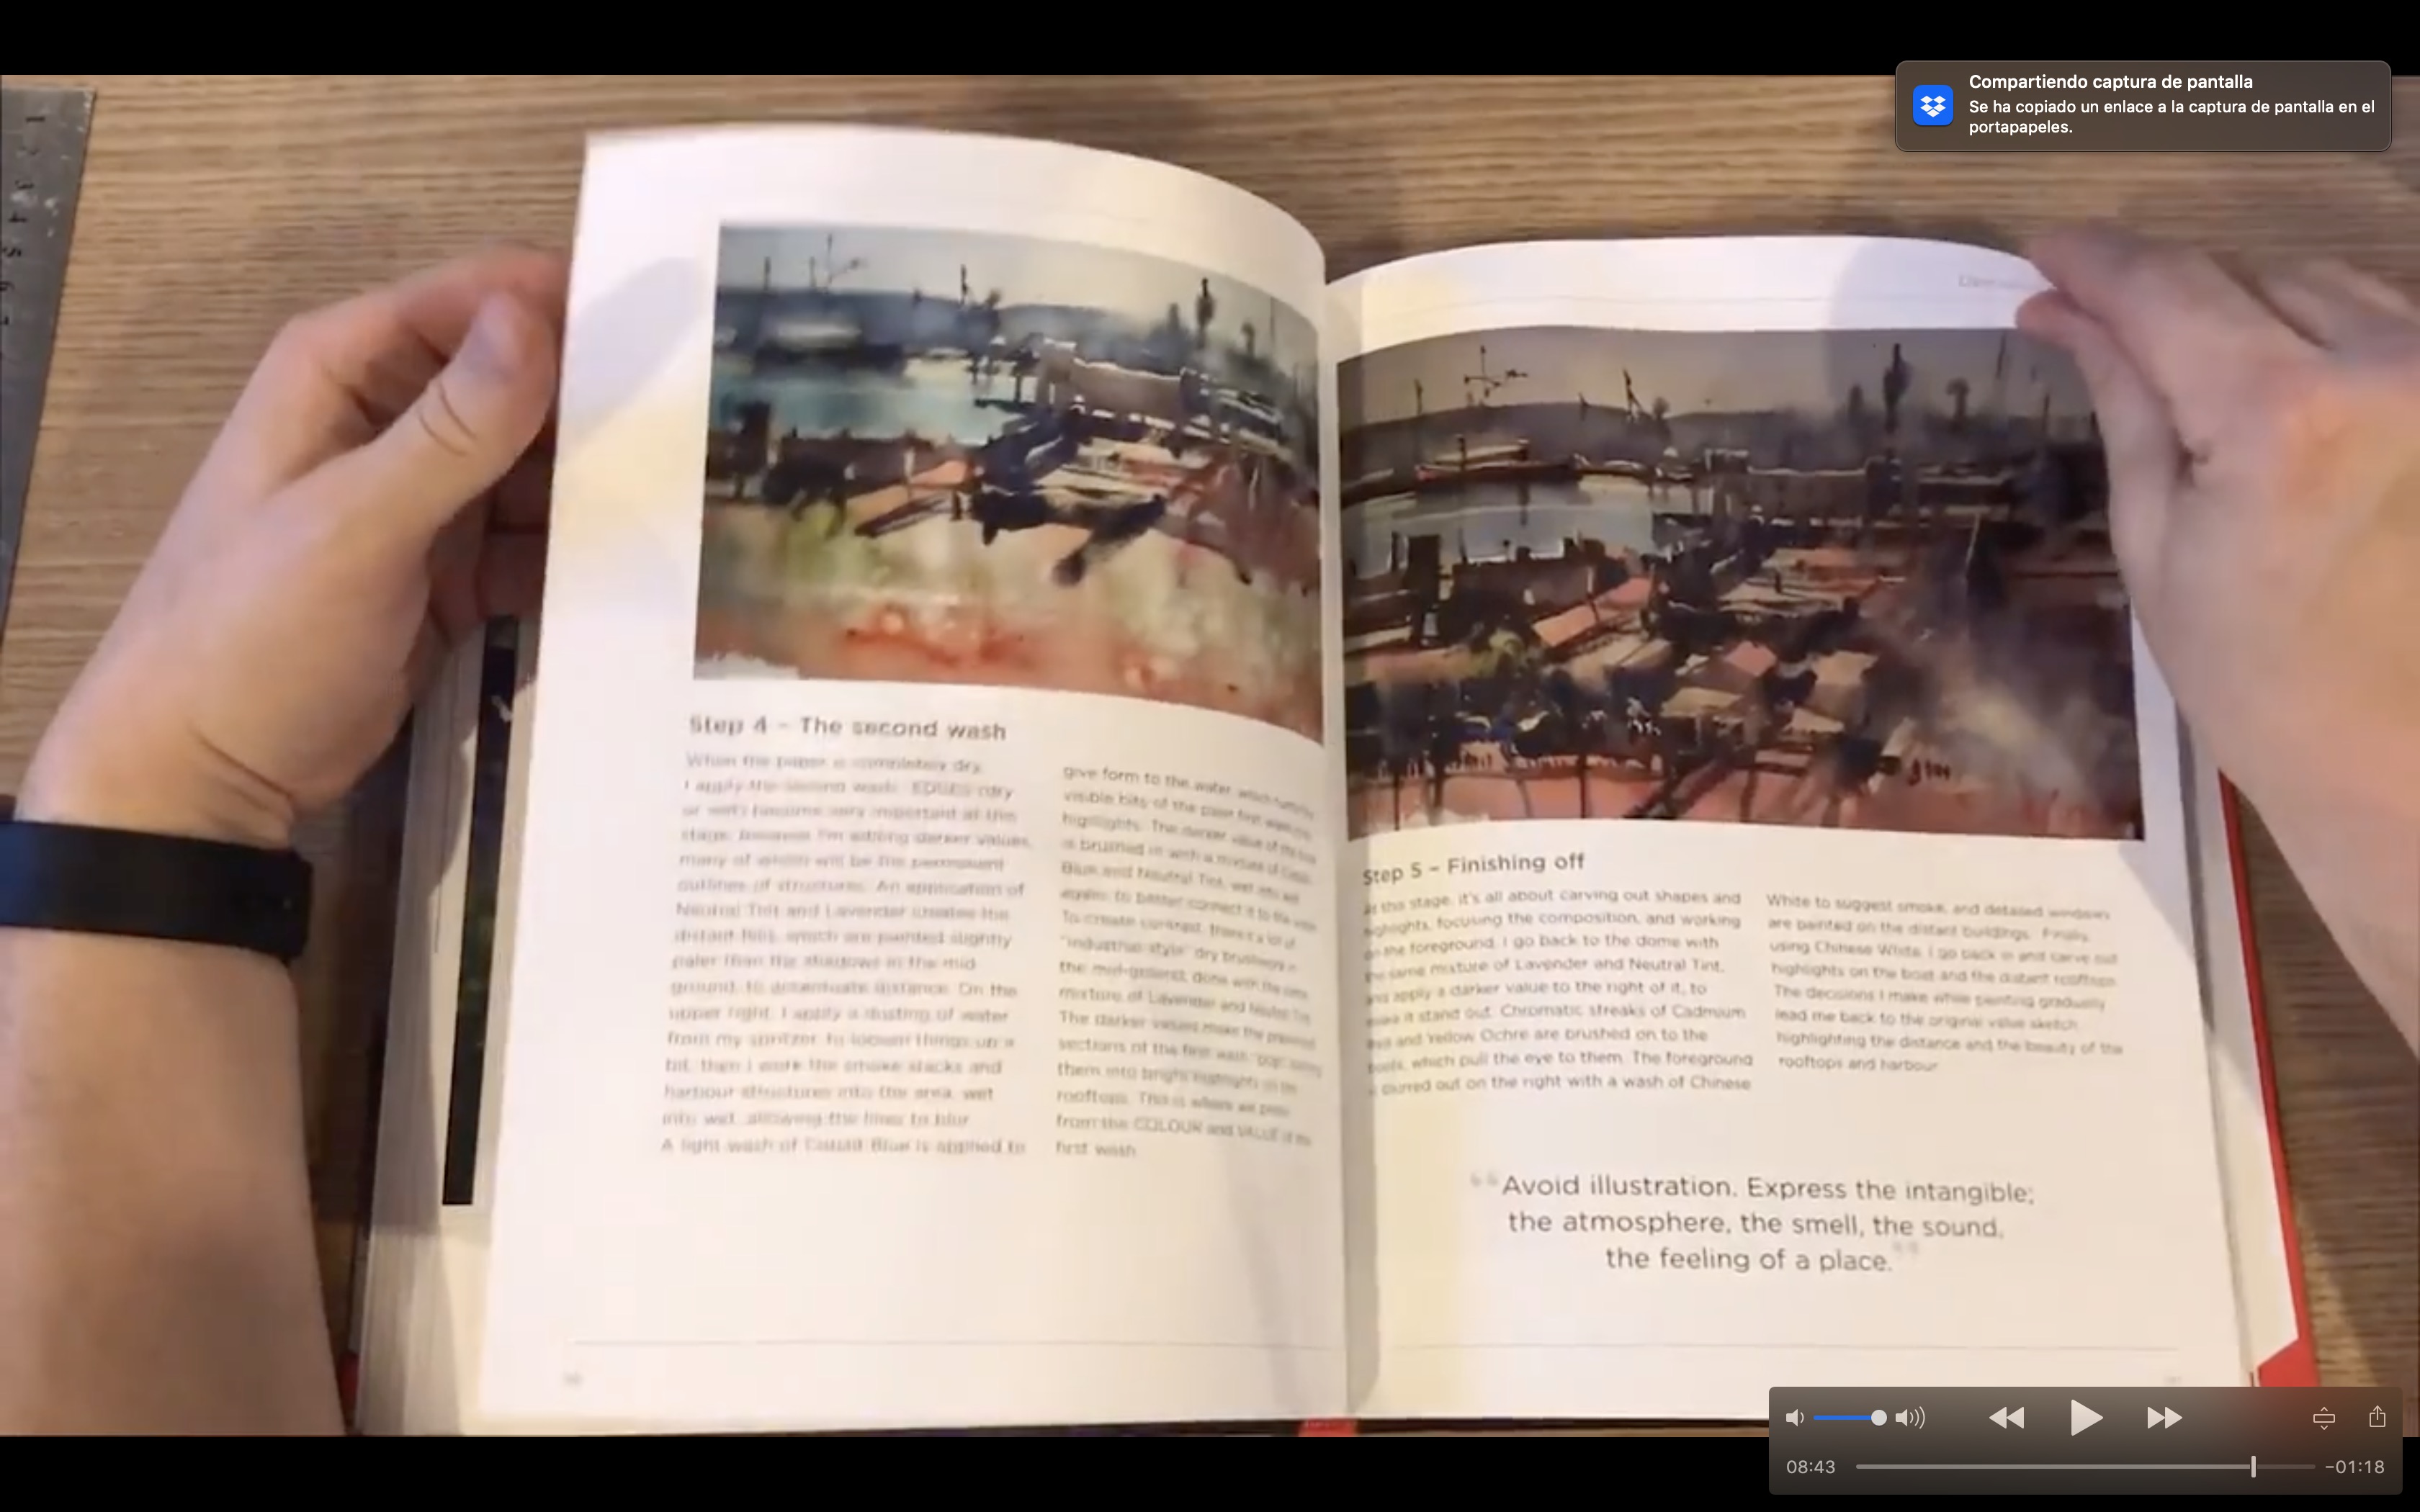 Compartiendo captura de pantalla
Se ha copiado un enlace a la captura de pantalla en el
portapapeles.
Step 4 – The second wash
When the paper is completely dry,
I apply the second wash. EDGES (dry
or wet) become very important at this
stage, because I'm adding darker values,
many of which will be the permanent
outlines of structures. An application of
Neutral Tint and Lavender creates the
distant hills, which are painted slightly
paler than the shadows in the mid
ground, to accentuate distance. On the
upper right, I apply a dusting of water
from my spritzer to loosen things up a
bit, then I work the smoke stacks and
harbour structures into the area, wet
into wet, allowing the lines to blur.
A light wash of Cobalt Blue is applied to
give form to the water, which
visible bits of the paler first wash into
highlights. The darker value of the
is brushed in with a mixture of
Blue and Neutral Tint, wet into wet
again, to better connect it to the
To create contrast, there's a lot of
"industrial style" dry brushing in
the mid-ground, done with the same
mixture of Lavender and Neutral Tint.
The darker values make the
sections of the first wash "pop",
them into bright highlights on the
rooftops. This is where we
from the COLOUR and VALUE of the
first wash.
Step 5 – Finishing off
At this stage, it's all about carving out shapes and
highlights, focusing the composition, and working
on the foreground. I go back to the dome with
the same mixture of Lavender and Neutral Tint,
and apply a darker value to the right of it, to
make it stand out. Chromatic streaks of Cadmium
and Yellow Ochre are brushed on to the
which pull the eye to them. The foreground
is blurred out on the right with a wash of Chinese
White to suggest smoke, and detailed windows
are painted on the distant buildings. Finally,
using Chinese White, I go back in and carve out
highlights on the boat and the distant rooftops.
The decisions I make while painting gradually
lead me back to the original value sketch,
highlighting the distance and the beauty of the
rooftops and harbour.
“Avoid illustration. Express the intangible;
the atmosphere, the smell, the sound,
the feeling of a place.”
08:43
-01:18